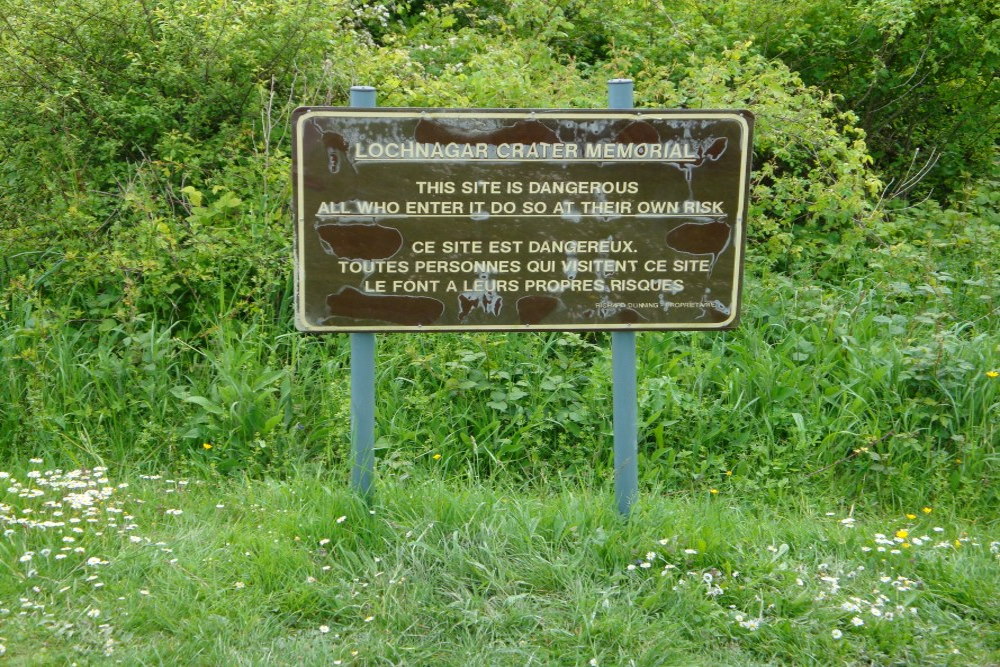 LOCHNAGAR CRATER MEMORIAL
THIS SITE IS DANGEROUS
ALL WHO ENTER IT DO SO AT THEIR OWN RISK
CE SITE EST DANGEREUX.
TOUTES PERSONNES QUI VISITENT CE SITE
LE FONT A LEURS PROPRES RISQUES
RICHARD DUNNING - PROPRIETAIRE